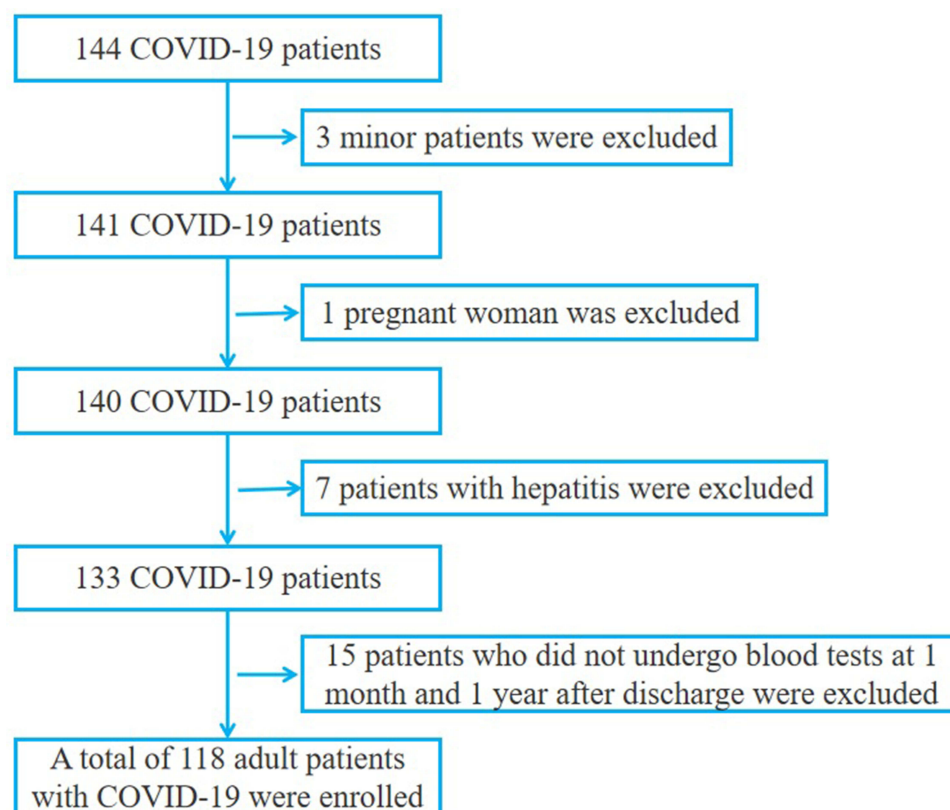 144 COVID-19 patients
3 minor patients were excluded
141 COVID-19 patients
1 pregnant woman was excluded
140 COVID-19 patients
7 patients with hepatitis were excluded
133 COVID-19 patients
15 patients who did not undergo blood tests at 1
month and 1 year after discharge were excluded
A total of 118 adult patients
with COVID-19 were enrolled